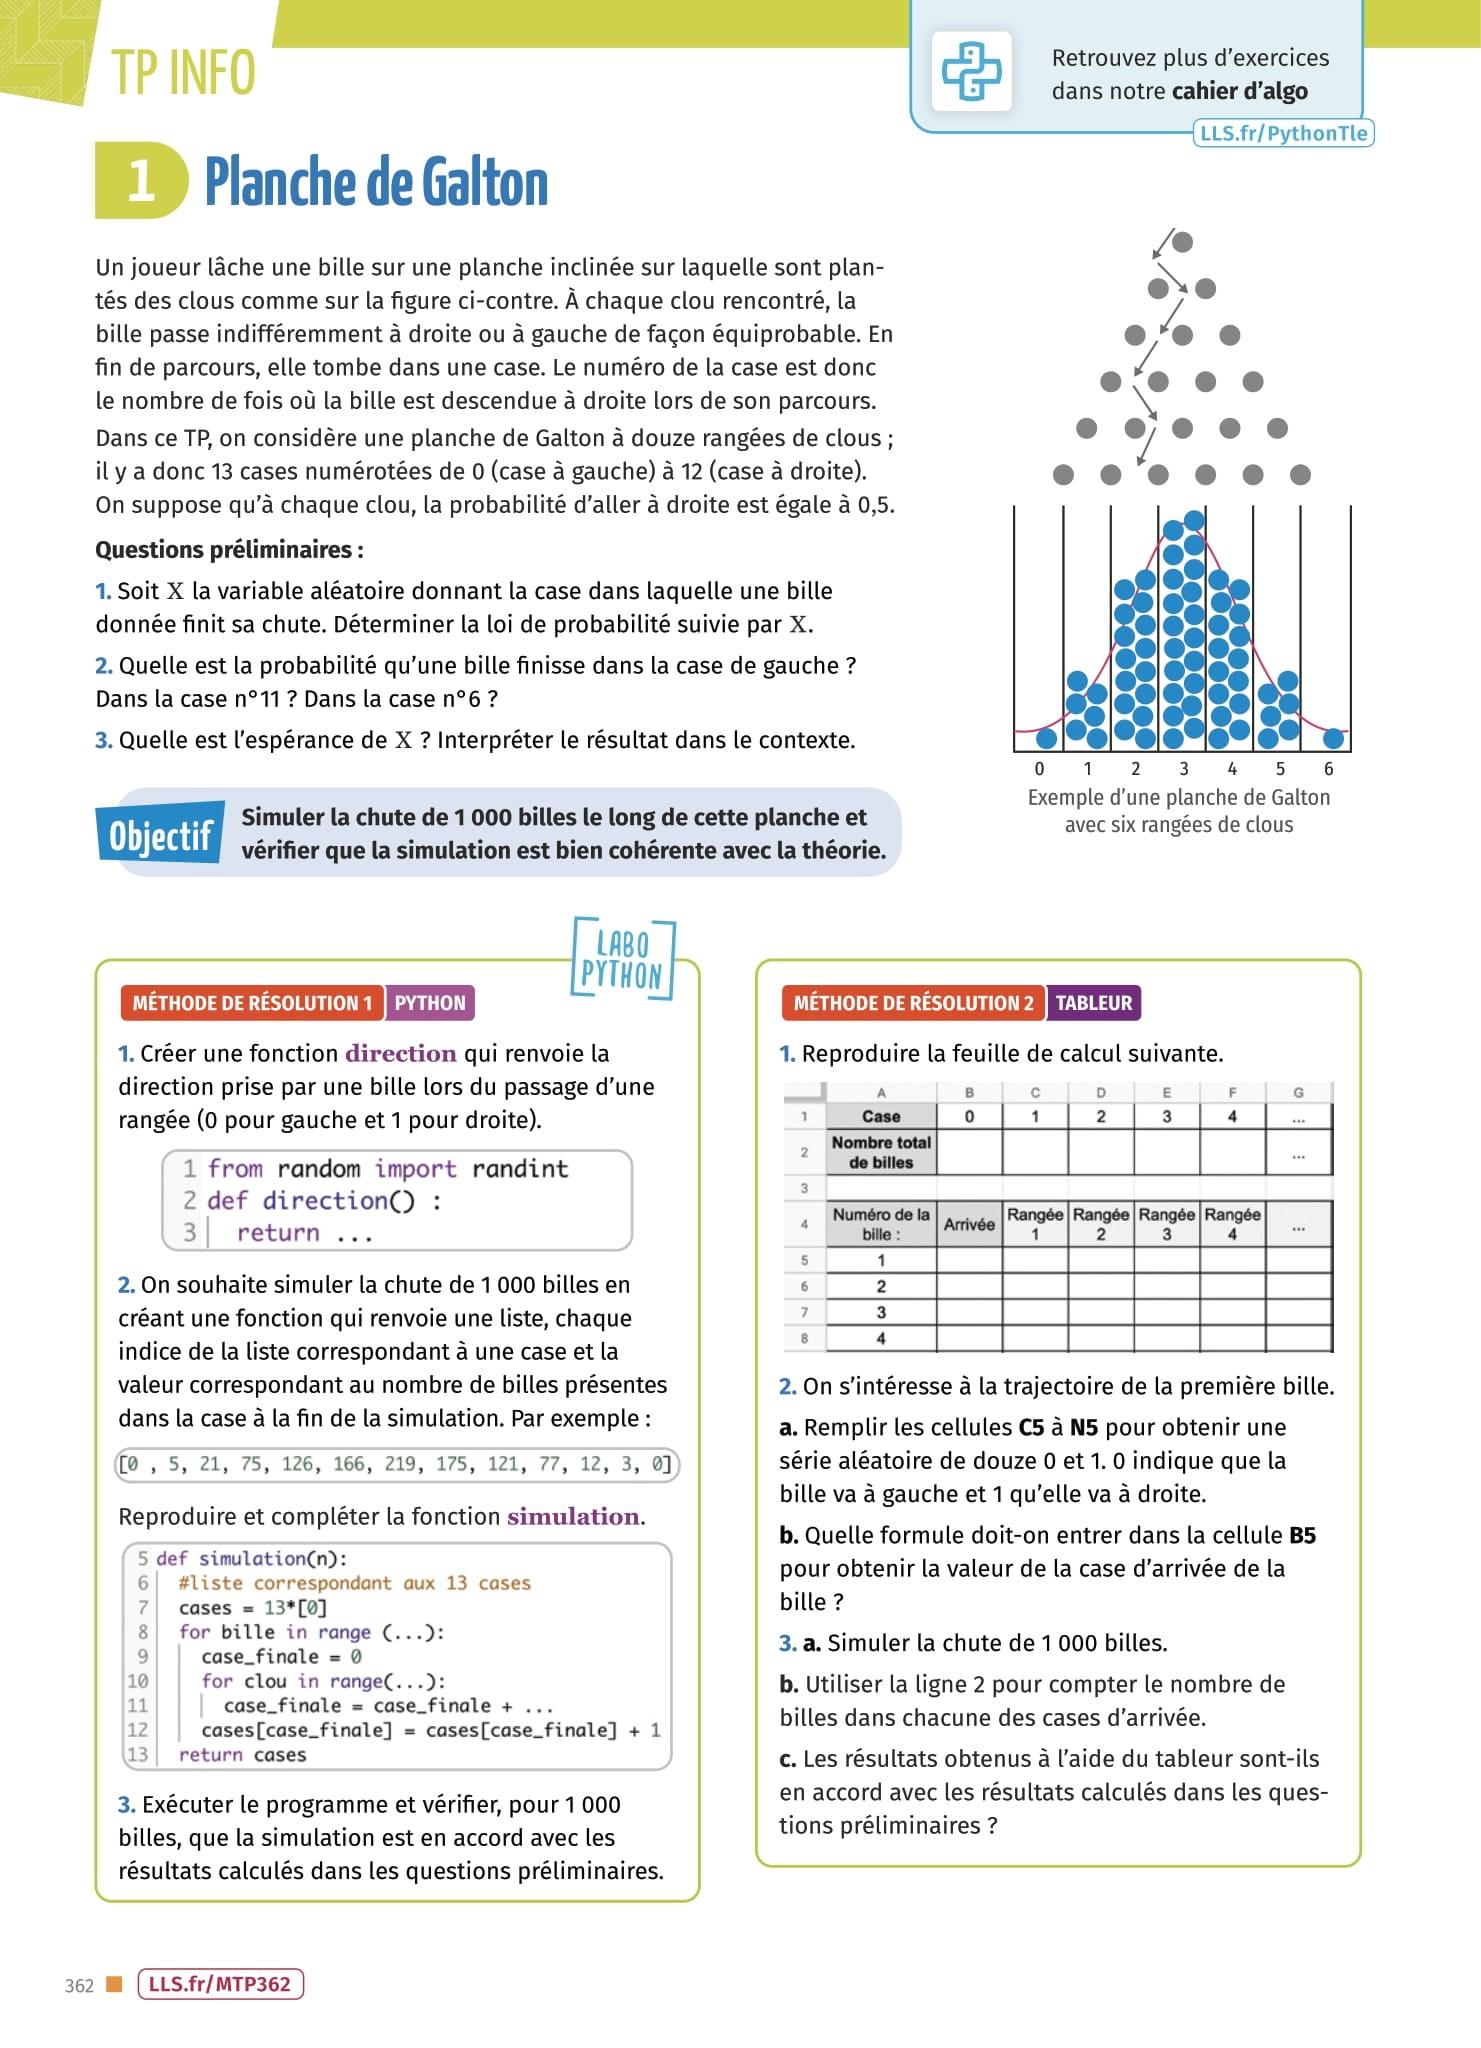 TP INFO
Retrouvez plus d'exercices
dans notre cahier d'algo
LLS.fr/PythonTle
1 Planche de Galton
Un joueur lâche une bille sur une planche inclinée sur laquelle sont plan-
tés des clous comme sur la figure ci-contre. À chaque clou rencontré, la
bille passe indifféremment à droite ou à gauche de façon équiprobable. En
fin de parcours, elle tombe dans une case. Le numéro de la case est donc
le nombre de fois où la bille est descendue à droite lors de son parcours.
Dans ce TP, on considère une planche de Galton à douze rangées de clous ;
il y a donc 13 cases numérotées de 0 (case à gauche) à 12 (case à droite).
On suppose qu'à chaque clou, la probabilité d'aller à droite est égale à 0,5.
Questions préliminaires :
1. Soit X la variable aléatoire donnant la case dans laquelle une bille
donnée finit sa chute. Déterminer la loi de probabilité suivie par X.
2. Quelle est la probabilité qu'une bille finisse dans la case de gauche ?
Dans la case n°11 ? Dans la case n°6 ?
3. Quelle est l'espérance de X ? Interpréter le résultat dans le contexte.
0 1 2 3 4 5 6
Exemple d'une planche de Galton
avec six rangées de clous
Objectif
Simuler la chute de 1 000 billes le long de cette planche et
vérifier que la simulation est bien cohérente avec la théorie.
LABO
PYTHON
MÉTHODE DE RÉSOLUTION 1 PYTHON
1. Créer une fonction direction qui renvoie la
direction prise par une bille lors du passage d'une
rangée (0 pour gauche et 1 pour droite).
1 from random import randint
2 def direction() :
3 return ...
2. On souhaite simuler la chute de 1 000 billes en
créant une fonction qui renvoie une liste, chaque
indice de la liste correspondant à une case et la
valeur correspondant au nombre de billes présentes
dans la case à la fin de la simulation. Par exemple :
[0 , 5, 21, 75, 126, 166, 219, 175, 121, 77, 12, 3, 0]
Reproduire et compléter la fonction simulation.
5 def simulation(n):
6 #liste correspondant aux 13 cases
7 cases = 13*[0]
8 for bille in range (...):
9 case_finale = 0
10 for clou in range(...):
11 case_finale = case_finale + ...
12 cases[case_finale] = cases[case_finale] + 1
13 return cases
3. Exécuter le programme et vérifier, pour 1 000
billes, que la simulation est en accord avec les
résultats calculés dans les questions préliminaires.
MÉTHODE DE RÉSOLUTION 2 TABLEUR
1. Reproduire la feuille de calcul suivante.
A B C D E F G
1 Case 0 1 2 3 4 ...
2 Nombre total
de billes ...
3
4 Numéro de la
bille : Arrivée Rangée 1 Rangée 2 Rangée 3 Rangée 4 ...
5 1
6 2
7 3
8 4
2. On s'intéresse à la trajectoire de la première bille.
a. Remplir les cellules C5 à N5 pour obtenir une
série aléatoire de douze 0 et 1. 0 indique que la
bille va à gauche et 1 qu'elle va à droite.
b. Quelle formule doit-on entrer dans la cellule B5
pour obtenir la valeur de la case d'arrivée de la
bille ?
3. a. Simuler la chute de 1 000 billes.
b. Utiliser la ligne 2 pour compter le nombre de
billes dans chacune des cases d'arrivée.
c. Les résultats obtenus à l'aide du tableur sont-ils
en accord avec les résultats calculés dans les ques-
tions préliminaires ?
362 LLS.fr/MTP362